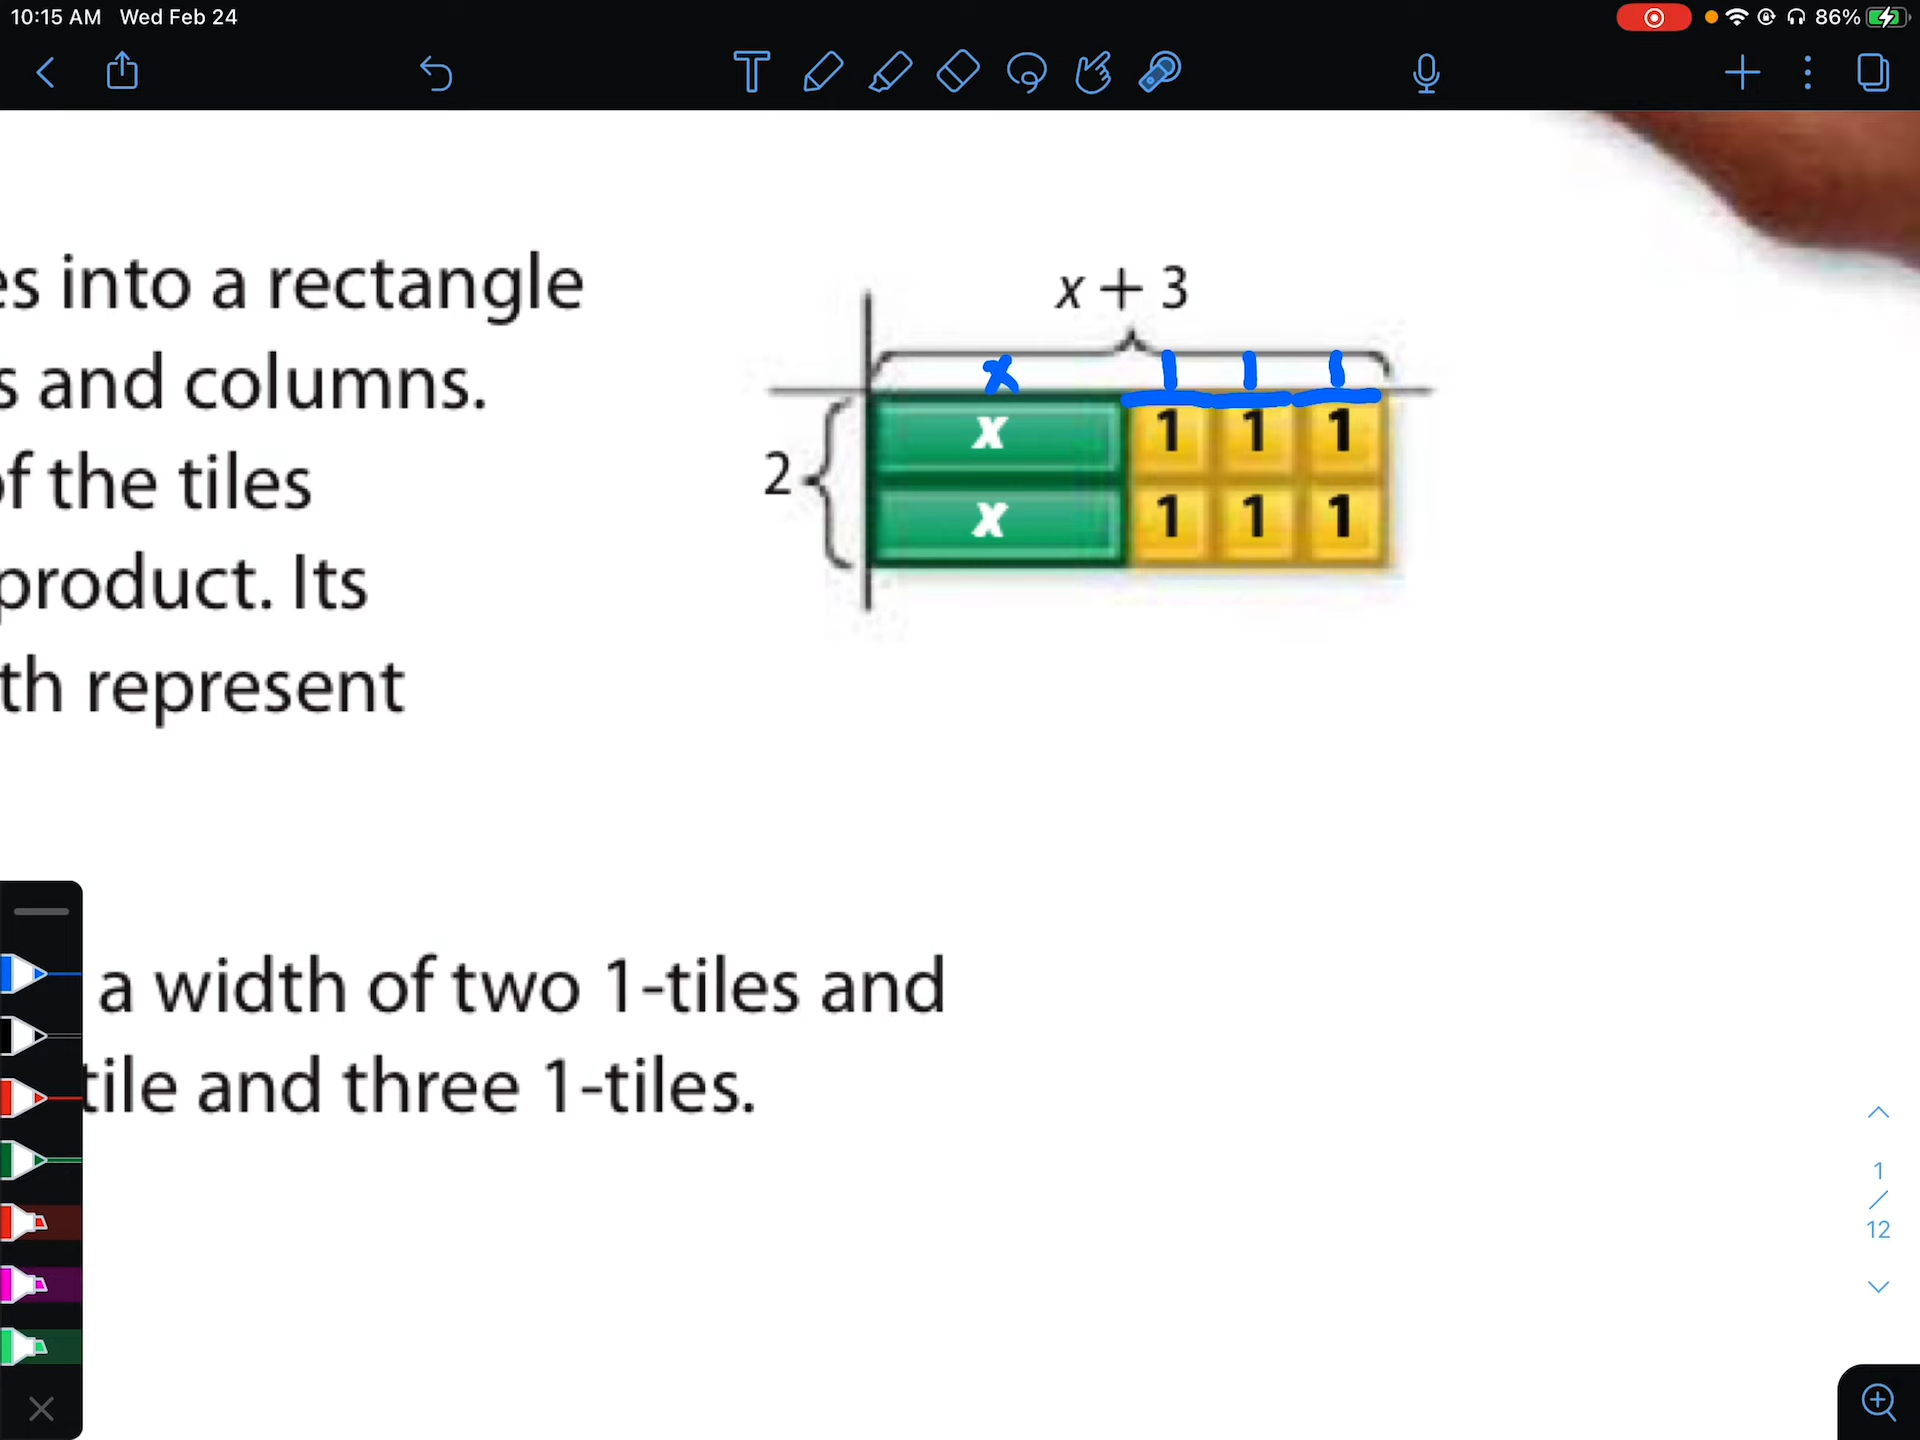 10:15 AM Wed Feb 24
86%
T
x + 3
x 1 1 1
es into a rectangle
s and columns.
x 1 1 1
2
of the tiles
x 1 1 1
product. Its
th represent
a width of two 1-tiles and
tile and three 1-tiles.
1
/
12